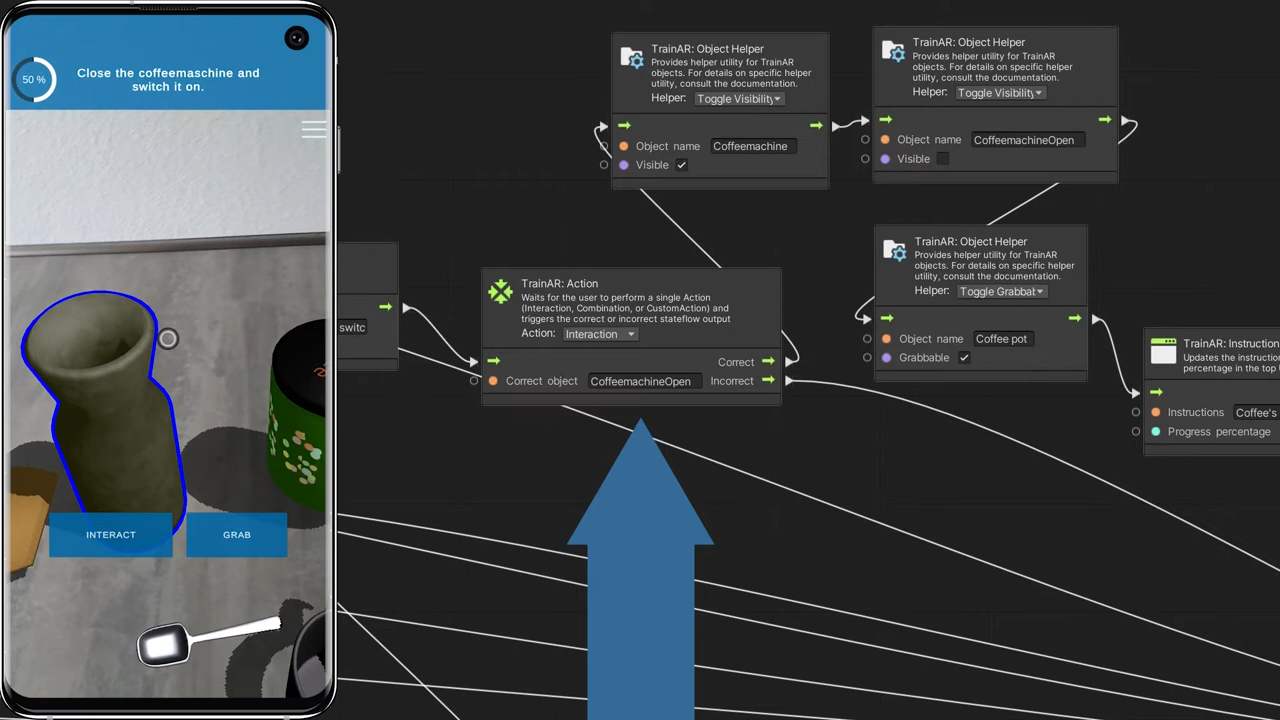 50 %
Close the coffeemaschine and
switch it on.
INTERACT
GRAB
switc
TrainAR: Action
Waits for the user to perform a single Action
(Interaction, Combination, or CustomAction) and
triggers the correct or incorrect stateflow output
Action: Interaction
Correct
Correct object CoffeemachineOpen Incorrect
TrainAR: Object Helper
Provides helper utility for TrainAR
objects. For details on specific helper
utility, consult the documentation.
Helper: Toggle Visibility
Object name Coffeemachine
Visible
TrainAR: Object Helper
Provides helper utility for TrainAR
objects. For details on specific helper
utility, consult the documentation.
Helper: Toggle Visibility
Object name CoffeemachineOpen
Visible
TrainAR: Object Helper
Provides helper utility for TrainAR
objects. For details on specific helper
utility, consult the documentation.
Helper: Toggle Grabbat
Object name Coffee pot
Grabbable
TrainAR: Instruction
Updates the instruction
percentage in the top
Instructions Coffee's
Progress percentage